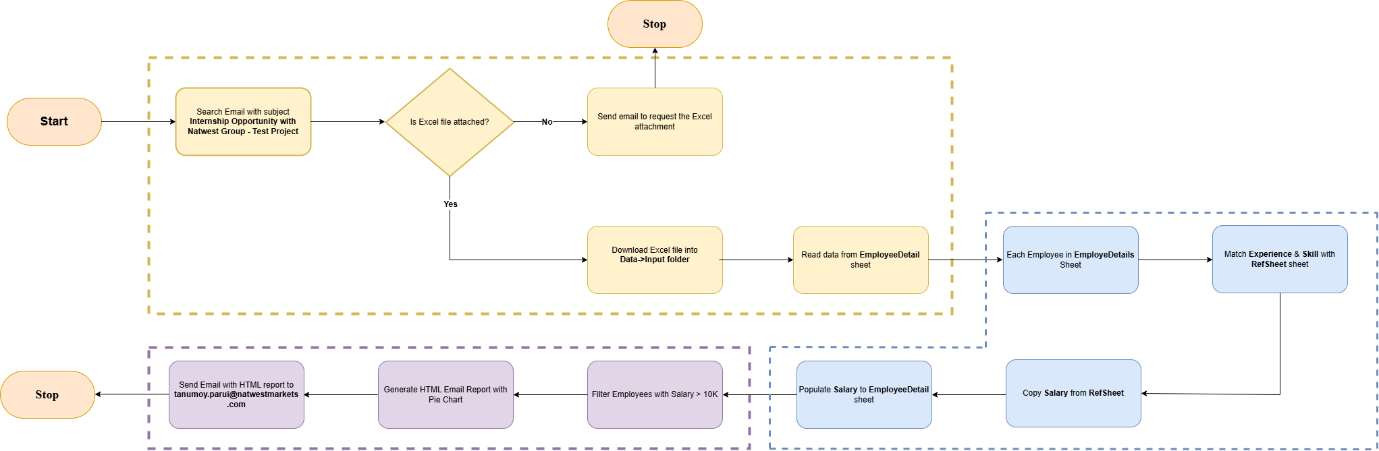 Stop
Start
Search Email with subject
Internship Opportunity with
Natwest Group - Test Project
Is Excel file attached?
No
Send email to request the Excel
attachment
Yes
Download Excel file into
Data->Input folder
Read data from EmployeeDetail
sheet
Each Employee in EmployeDetails
Sheet
Match Experience & Skill with
RefSheet sheet
Stop
Send Email with HTML report to
tanumoy.parui@natwestmarkets
.com
Generate HTML Email Report with
Pie Chart
Filter Employees with Salary > 10K
Populate Salary to EmployeeDetail
sheet
Copy Salary from RefSheet